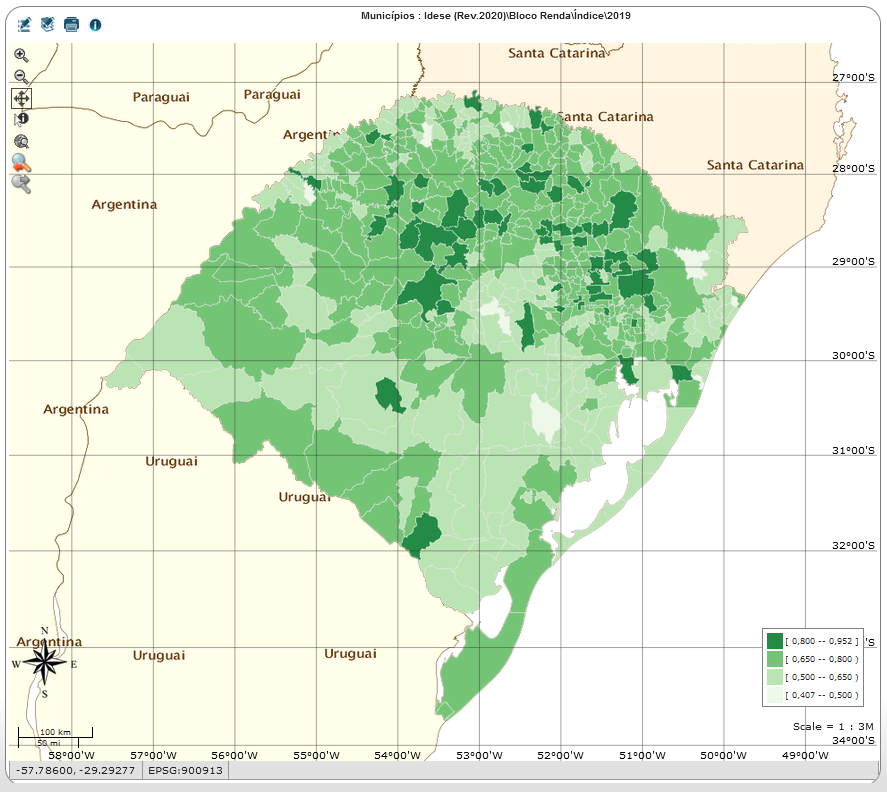 Municípios : Idese (Rev.2020)\Bloco Renda\Índice\2019
Santa Catarina
27°00'S
Paraguai
Paraguai
Santa Catarina
Argentin
Santa Catarina
28°00'S
Argentina
29°00'S
30°00'S
Argentina
31°00'S
Uruguai
Uruguai
32°00'S
N
W
E
S
Argentina
Uruguai
Uruguai
[ 0,800 -- 0,952 ]
'S
[ 0,650 -- 0,800 )
[ 0,500 -- 0,650 )
[ 0,407 -- 0,500 )
100 km
50 mi
Scale = 1 : 3M
34°00'S
58°00'W
57°00'W
56°00'W
55°00'W
54°00'W
53°00'W
52°00'W
51°00'W
50°00'W
49°00'W
-57.78600, -29.29277
EPSG:900913